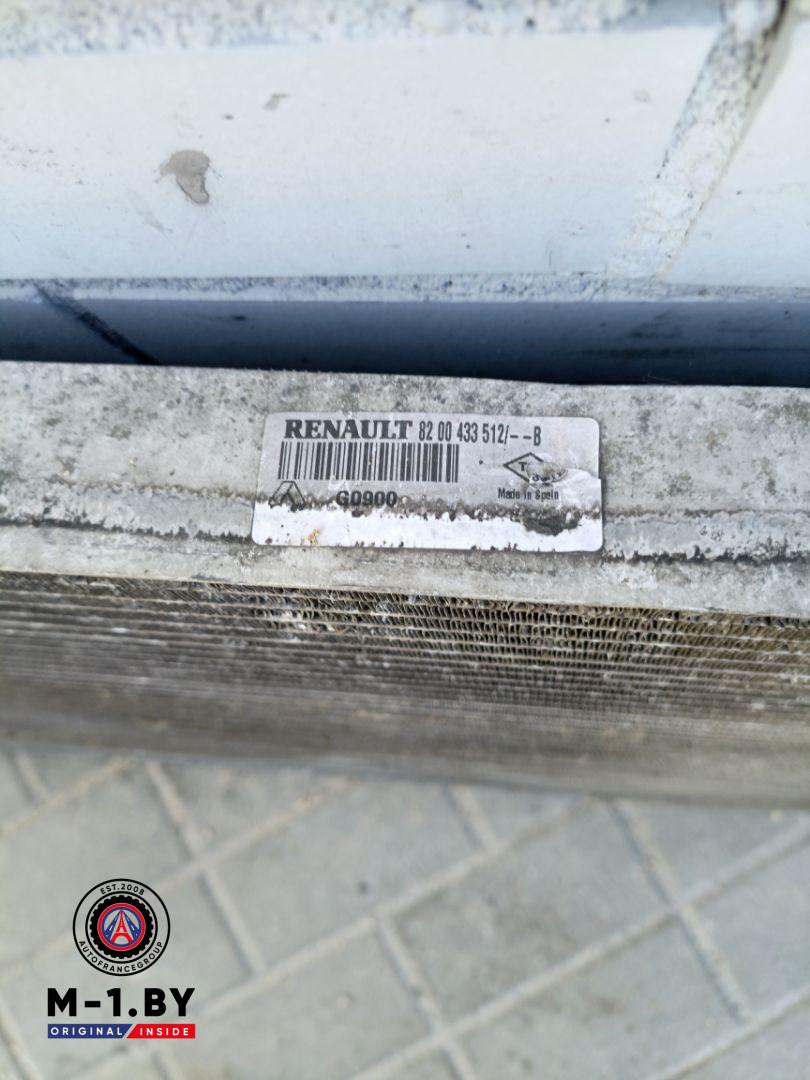 RENAULT 82 00 433 512/--B
G0900
Made in Spain
EST.2008
AUTOFRANCEGROUP
M-1.BY
ORIGINAL INSIDE